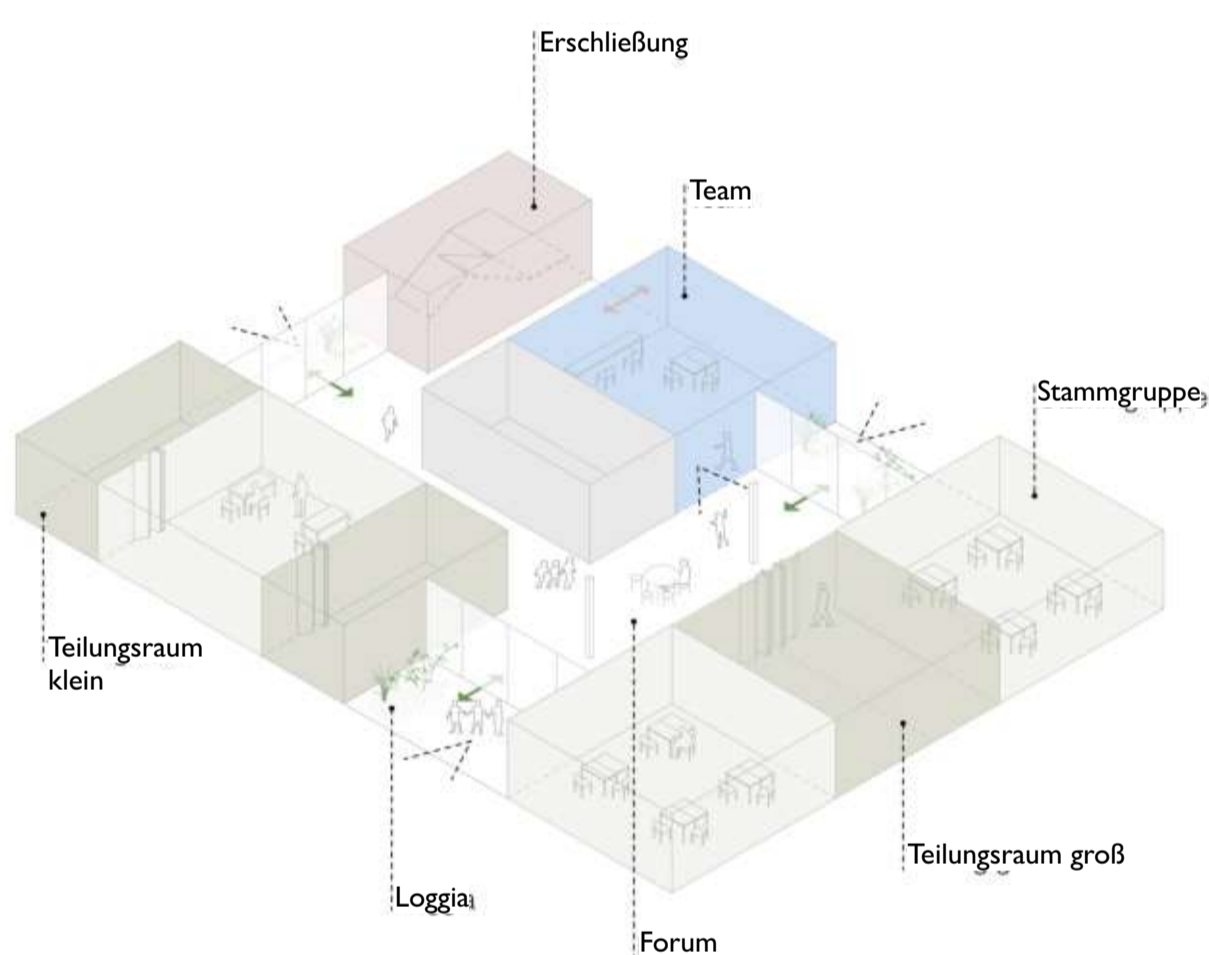 Erschließung
Team
Stammgruppe
Teilungsraum
klein
Teilungsraum groß
Loggia
Forum